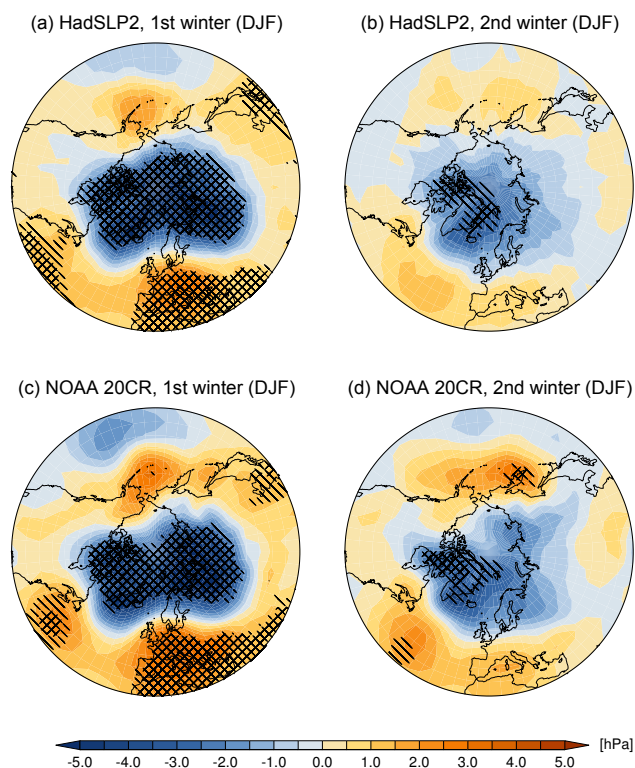 (a) HadSLP2, 1st winter (DJF)
(b) HadSLP2, 2nd winter (DJF)
(c) NOAA 20CR, 1st winter (DJF)
(d) NOAA 20CR, 2nd winter (DJF)
[hPa]
-5.0 -4.0 -3.0 -2.0 -1.0 0.0 1.0 2.0 3.0 4.0 5.0